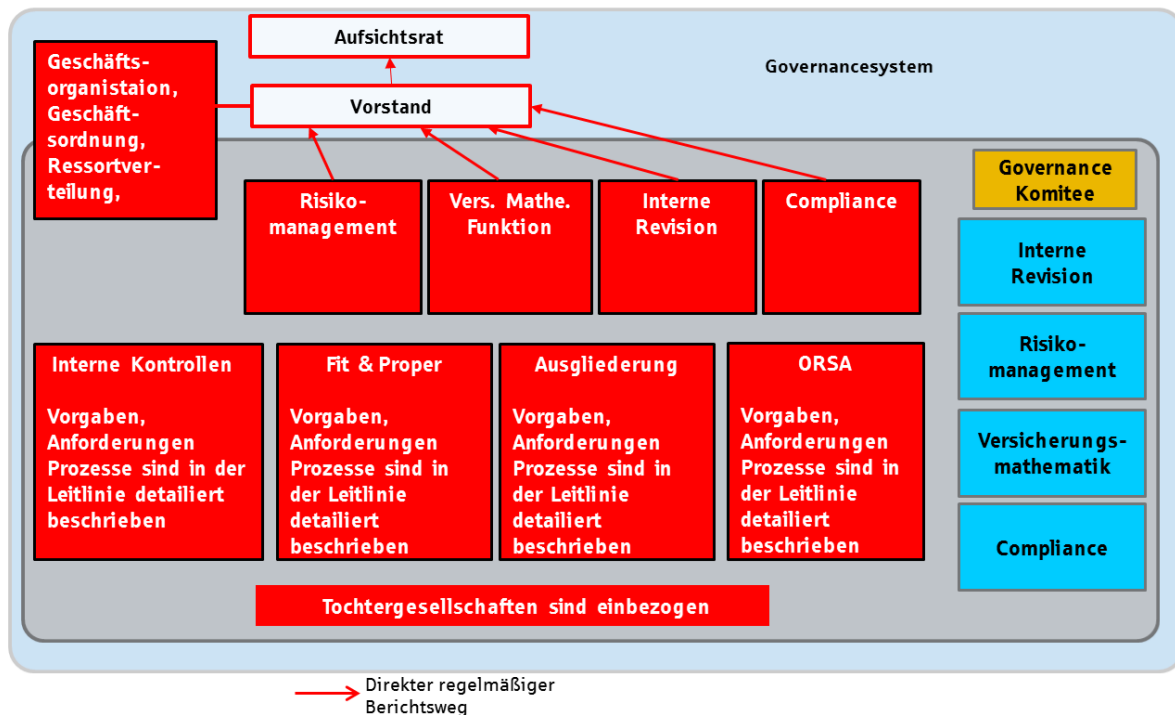 Aufsichtsrat
Governancesystem
Vorstand
Geschäfts-
organistaion,
Geschäft-
sordnung,
Ressortver-
teilung,
Risiko-
management
Vers. Mathe.
Funktion
Interne
Revision
Compliance
Governance
Komitee
Interne
Revision
Risiko-
management
Versicherungs-
mathematik
Compliance
Interne Kontrollen
Vorgaben,
Anforderungen
Prozesse sind in der
Leitlinie detailiert
beschrieben
Fit & Proper
Vorgaben,
Anforderungen
Prozesse sind in
der Leitlinie
detailiert
beschrieben
Ausgliederung
Vorgaben,
Anforderungen
Prozesse sind in
der Leitlinie
detailiert
beschrieben
ORSA
Vorgaben,
Anforderungen
Prozesse sind in
der Leitlinie
detailiert
beschrieben
Tochtergesellschaften sind einbezogen
Direkter regelmäßiger
Berichtsweg